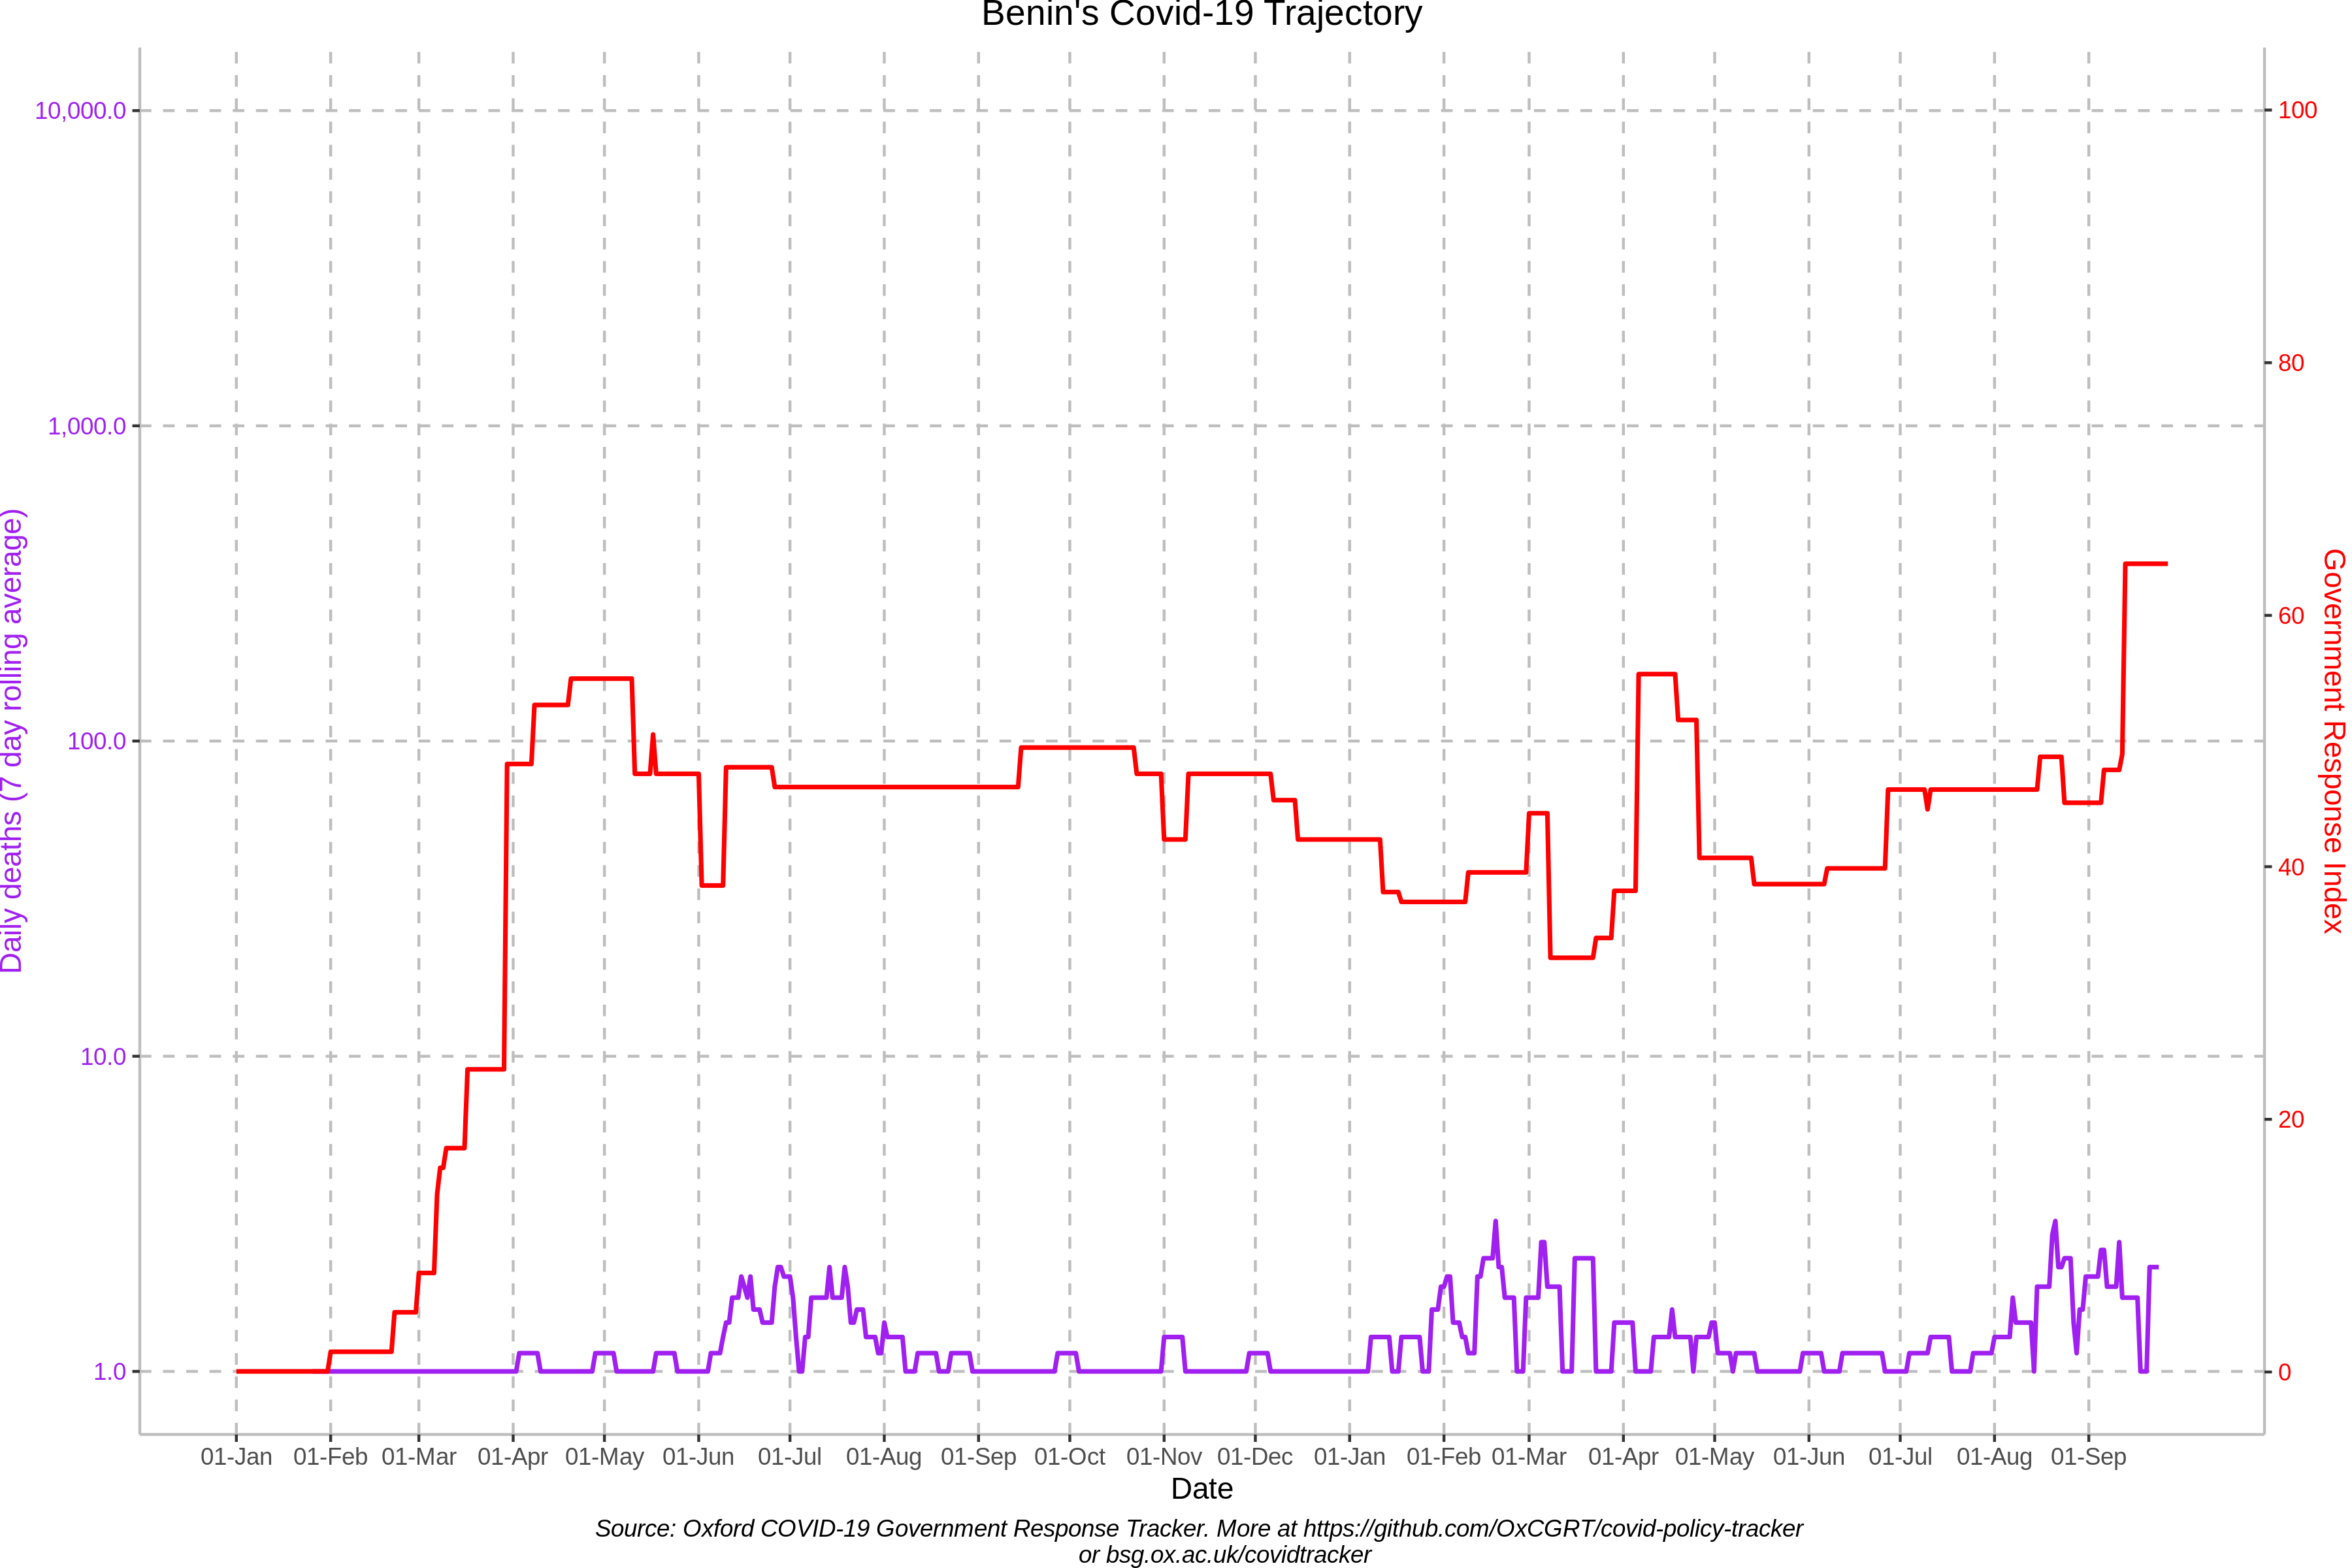 Benin's Covid-19 Trajectory
10,000.0
1,000.0
100.0
10.0
1.0
Daily deaths (7 day rolling average)
100
80
60
40
20
0
Government Response Index
01-Jan 01-Feb 01-Mar 01-Apr 01-May 01-Jun 01-Jul 01-Aug 01-Sep 01-Oct 01-Nov 01-Dec 01-Jan 01-Feb 01-Mar 01-Apr 01-May 01-Jun 01-Jul 01-Aug 01-Sep
Date
Source: Oxford COVID-19 Government Response Tracker. More at https://github.com/OxCGRT/covid-policy-tracker
or bsg.ox.ac.uk/covidtracker